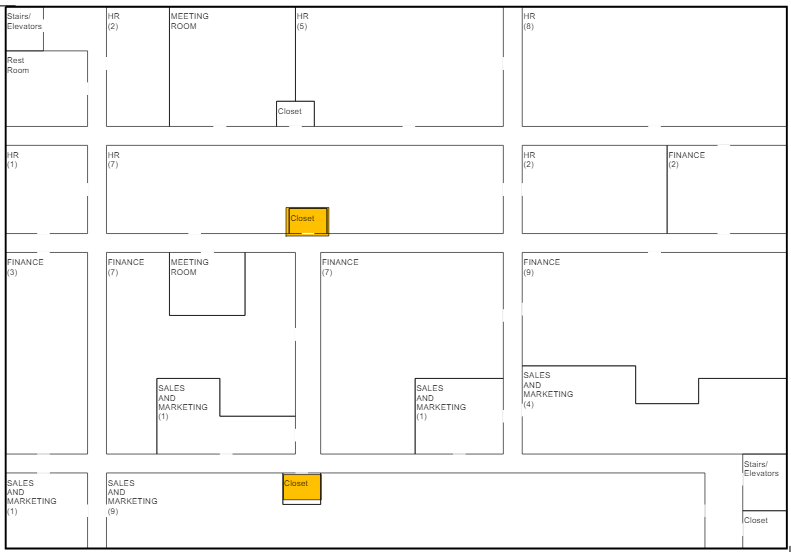 Stairs/
Elevators
HR
(2)
MEETING
ROOM
HR
(5)
HR
(8)
Rest
Room
Closet
HR
(1)
HR
(7)
HR
(2)
FINANCE
(2)
Closet
FINANCE
(3)
FINANCE
(7)
MEETING
ROOM
FINANCE
(7)
FINANCE
(9)
SALES
AND
MARKETING
(1)
SALES
AND
MARKETING
(1)
SALES
AND
MARKETING
(4)
Stairs/
Elevators
SALES
AND
MARKETING
(1)
SALES
AND
MARKETING
(9)
Closet
Closet